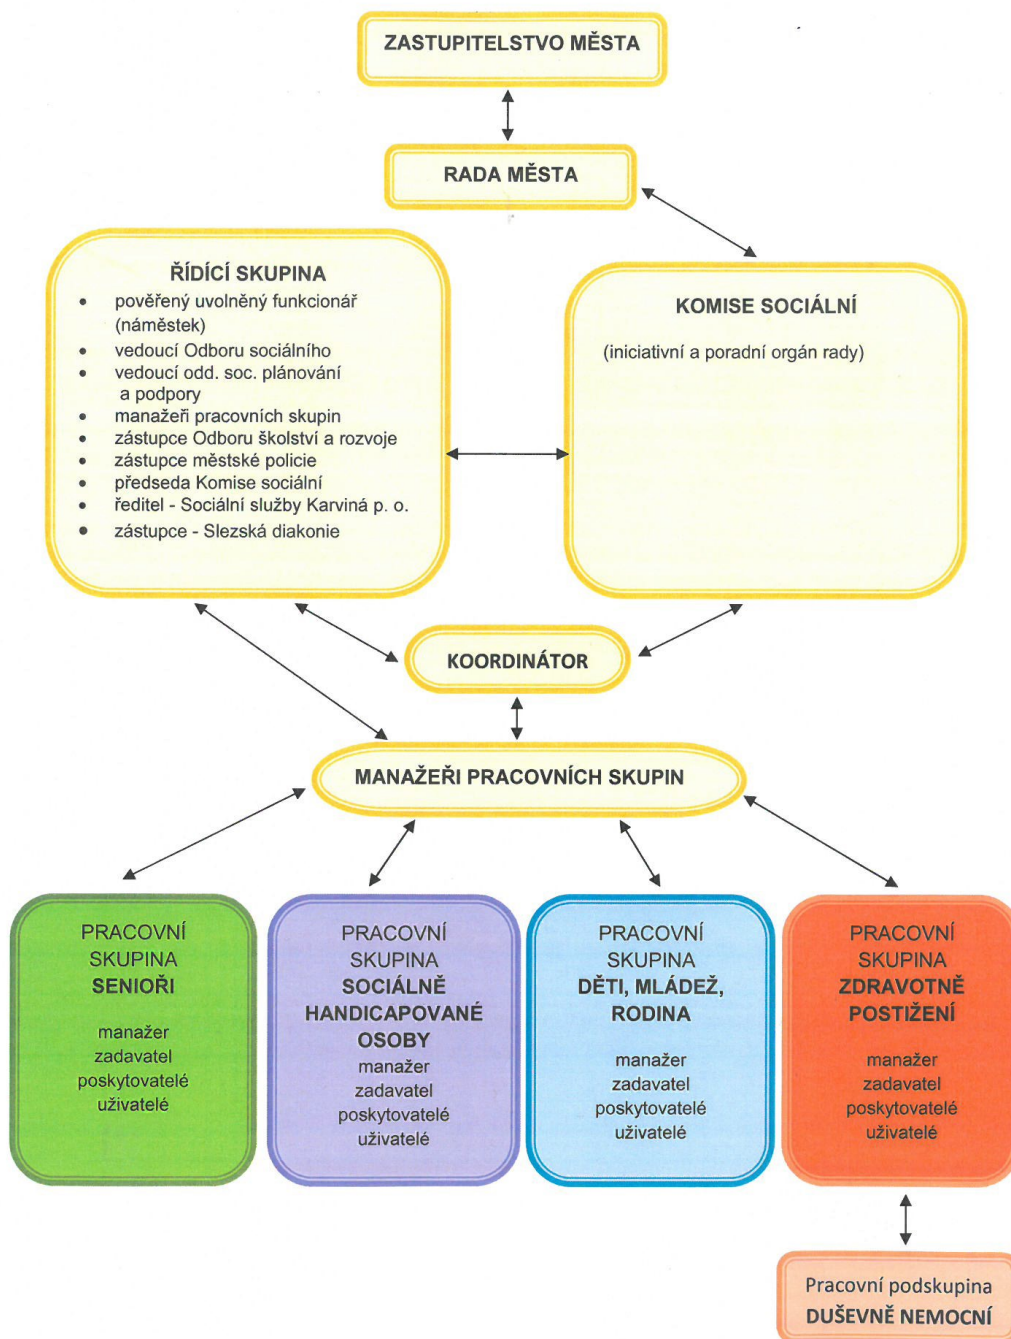 ZASTUPITELSTVO MĚSTA
RADA MĚSTA
ŘÍDÍCÍ SKUPINA
• pověřený uvolněný funkcionář
(náměstek)
• vedoucí Odboru sociálního
• vedoucí odd. soc. plánování
a podpory
• manažeři pracovních skupin
• zástupce Odboru školství a rozvoje
• zástupce městské policie
• předseda Komise sociální
• ředitel - Sociální služby Karviná p. o.
• zástupce - Slezská diakonie
KOMISE SOCIÁLNÍ
(iniciativní a poradní orgán rady)
KOORDINÁTOR
MANAŽEŘI PRACOVNÍCH SKUPIN
PRACOVNÍ
SKUPINA
SENIOŘI
manažer
zadavatel
poskytovatelé
uživatelé
PRACOVNÍ
SKUPINA
SOCIÁLNĚ
HANDICAPOVANÉ
OSOBY
manažer
zadavatel
poskytovatelé
uživatelé
PRACOVNÍ
SKUPINA
DĚTI, MLÁDEŽ,
RODINA
manažer
zadavatel
poskytovatelé
uživatelé
PRACOVNÍ
SKUPINA
ZDRAVOTNĚ
POSTIŽENÍ
manažer
zadavatel
poskytovatelé
uživatelé
Pracovní podskupina
DUŠEVNĚ NEMOCNÍ